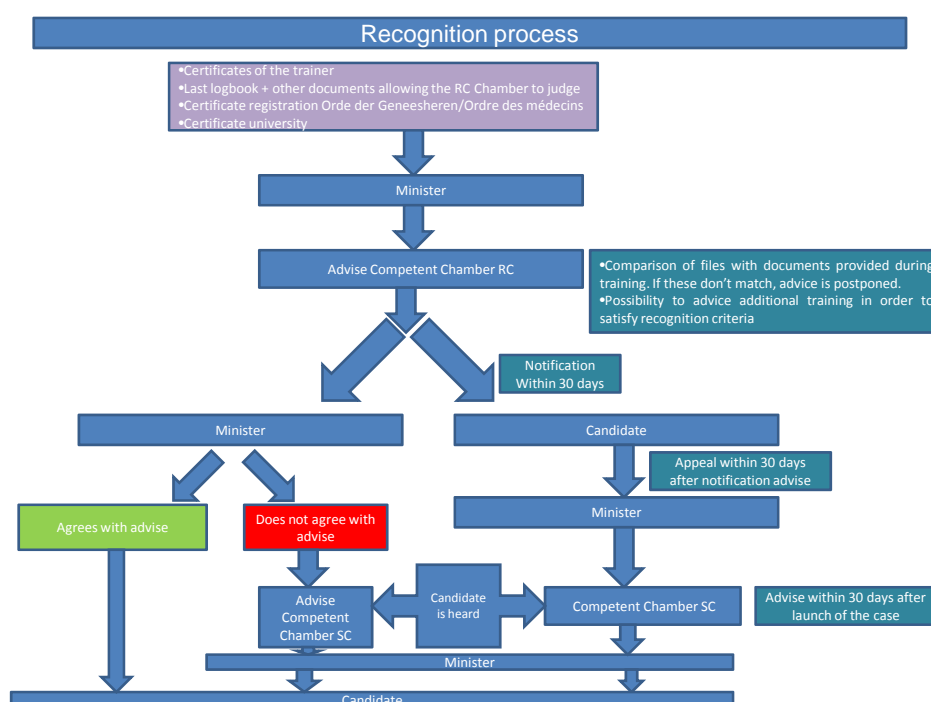 Recognition process
•Certificates of the trainer
•Last logbook + other documents allowing the RC Chamber to judge
•Certificate registration Orde der Geneesheren/Ordre des médecins
•Certificate university
Minister
Advise Competent Chamber RC
•Comparison of files with documents provided during
training. If these don't match, advice is postponed.
•Possibility to advice additional training in order to
satisfy recognition criteria
Notification
Within 30 days
Minister
Candidate
Appeal within 30 days
after notification advise
Minister
Agrees with advise
Does not agree with
advise
Advise
Competent
Chamber SC
Candidate
is heard
Competent Chamber SC
Advise within 30 days after
launch of the case
Minister
Candidate